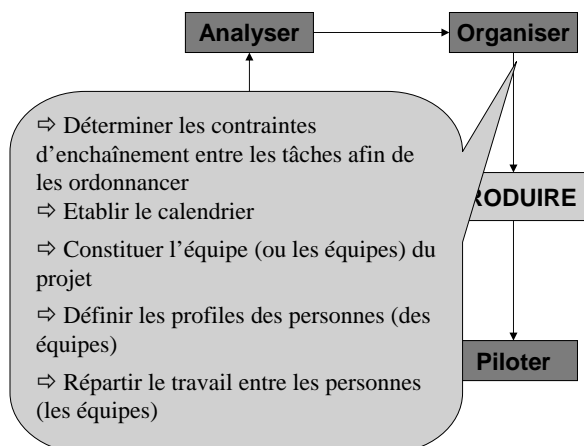 Analyser
Organiser
⇨ Déterminer les contraintes
d’enchaînement entre les tâches afin de
les ordonnancer
⇨ Etablir le calendrier
⇨ Constituer l’équipe (ou les équipes) du
projet
⇨ Définir les profiles des personnes (des
équipes)
⇨ Répartir le travail entre les personnes
(les équipes)
RODUIRE
Piloter